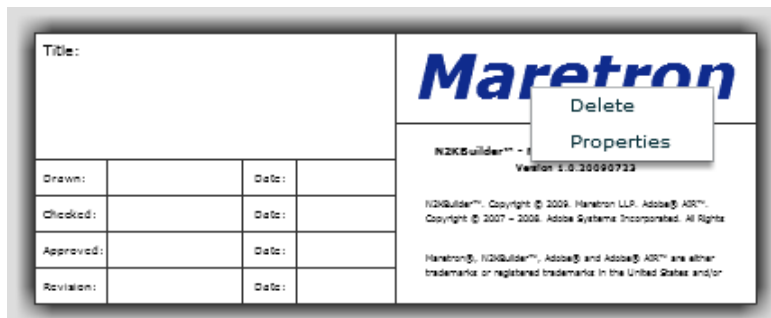 Title:
Maretron
Delete
Properties
N2KBuilder™ -
Version 1.0.20090723
Drawn:
Date:
N2KBuilder™. Copyright © 2009. Maretron LLP. Adobe® AIR™.
Copyright © 2007 – 2008. Adobe Systems Incorporated. All Rights
Checked:
Date:
Approved:
Date:
Maretron®, N2KBuilder™, Adobe® and Adobe® AIR™ are either
trademarks or registered trademarks in the United States and/or
Revision:
Date: